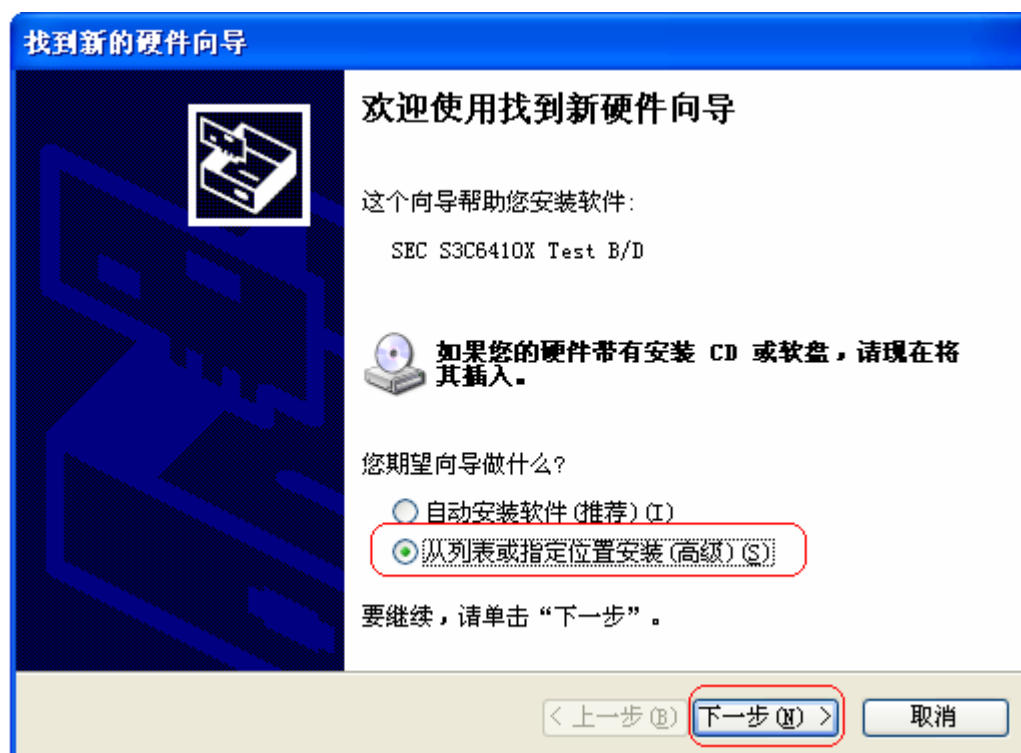 找到新的硬件向导
欢迎使用找到新硬件向导
这个向导帮助您安装软件:
SEC S3C6410X Test B/D
如果您的硬件带有安装 CD 或软盘，请现在将
其插入。
您期望向导做什么?
自动安装软件(推荐)(I)
从列表或指定位置安装(高级)(S)
要继续，请单击“下一步”。
< 上一步(B) 下一步(N) > 取消